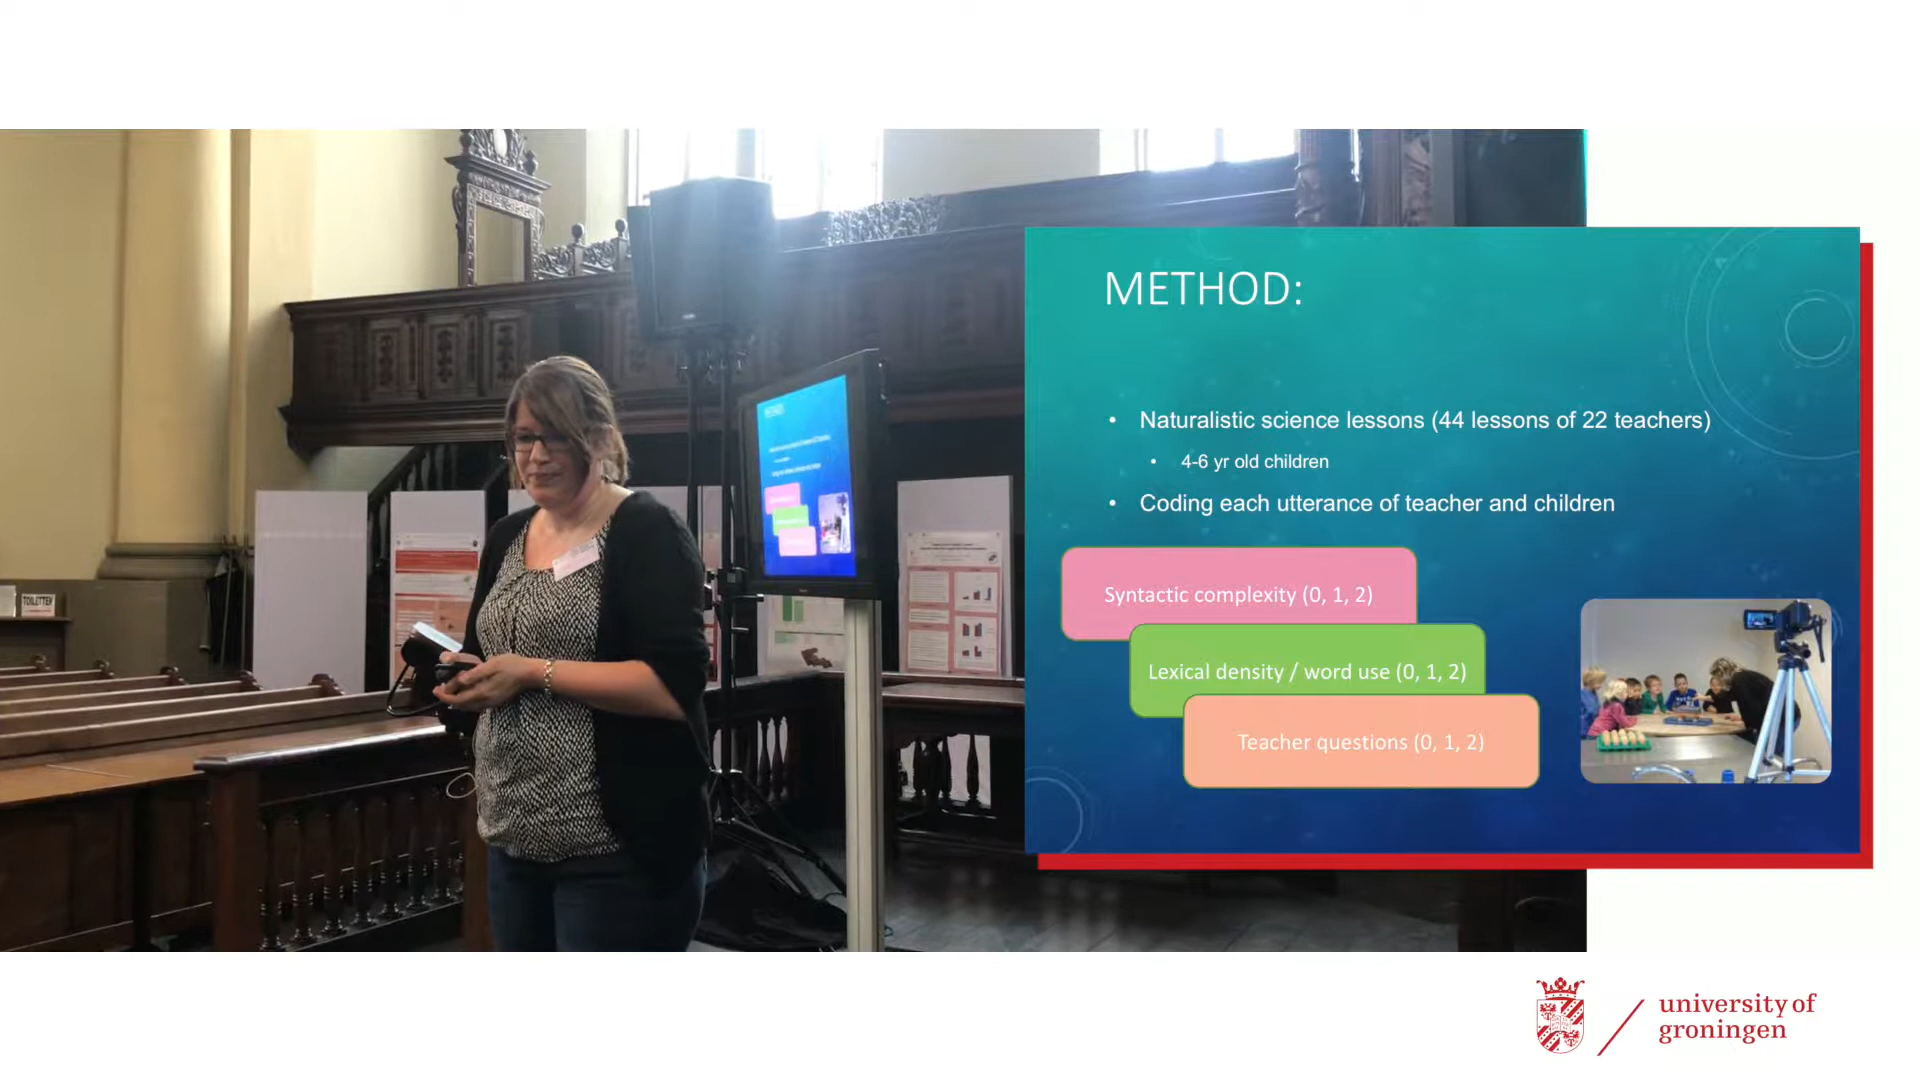 METHOD:
• Naturalistic science lessons (44 lessons of 22 teachers)
• 4-6 yr old children
• Coding each utterance of teacher and children
Syntactic complexity (0, 1, 2)
Lexical density / word use (0, 1, 2)
Teacher questions (0, 1, 2)
TOILETTEN
university of
groningen